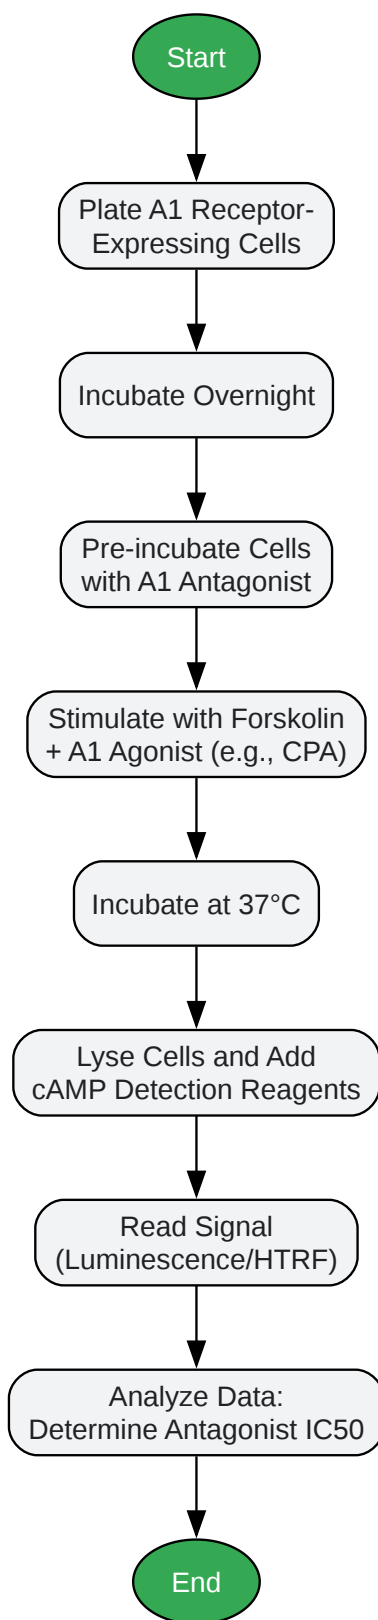 Start
Plate A1 Receptor-
Expressing Cells
Incubate Overnight
Pre-incubate Cells
with A1 Antagonist
Stimulate with Forskolin
+ A1 Agonist (e.g., CPA)
Incubate at 37°C
Lyse Cells and Add
cAMP Detection Reagents
Read Signal
(Luminescence/HTRF)
Analyze Data:
Determine Antagonist IC50
End